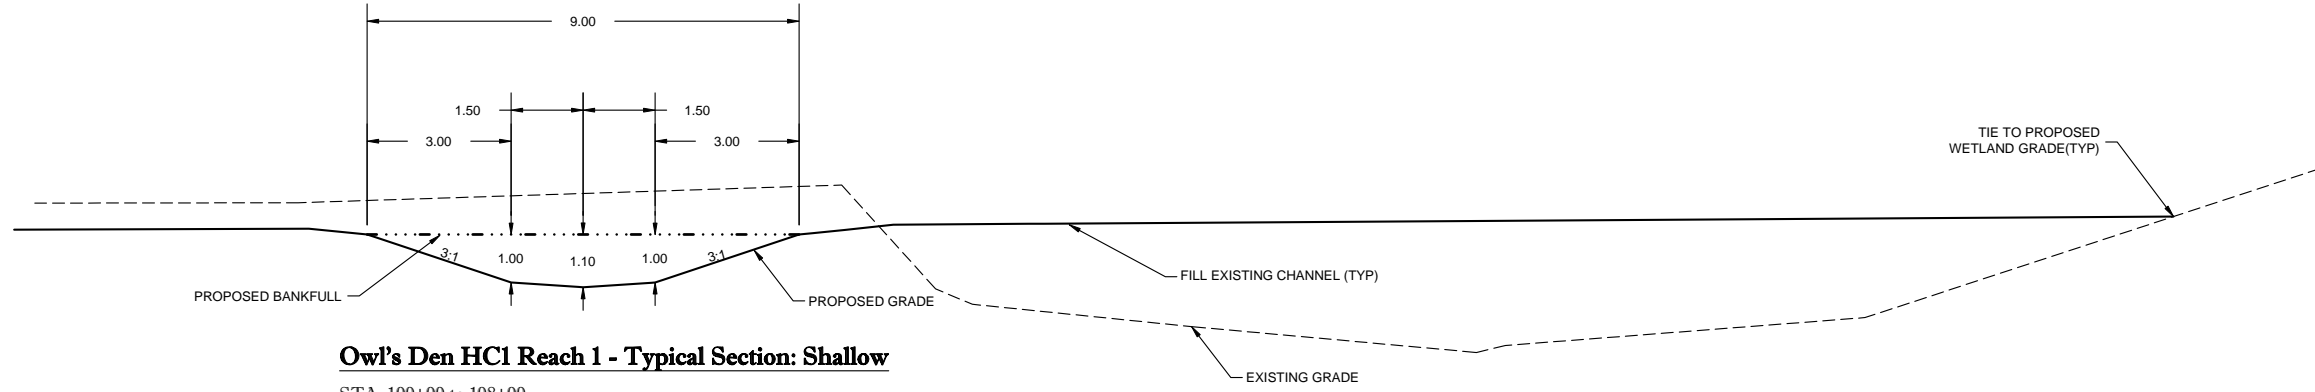 9.00
1.50
1.50
3.00
3.00
TIE TO PROPOSED
WETLAND GRADE(TYP)
3:1
1.00
1.10
1.00
3:1
FILL EXISTING CHANNEL (TYP)
PROPOSED BANKFULL
PROPOSED GRADE
Owl's Den HC1 Reach 1 - Typical Section: Shallow
EXISTING GRADE